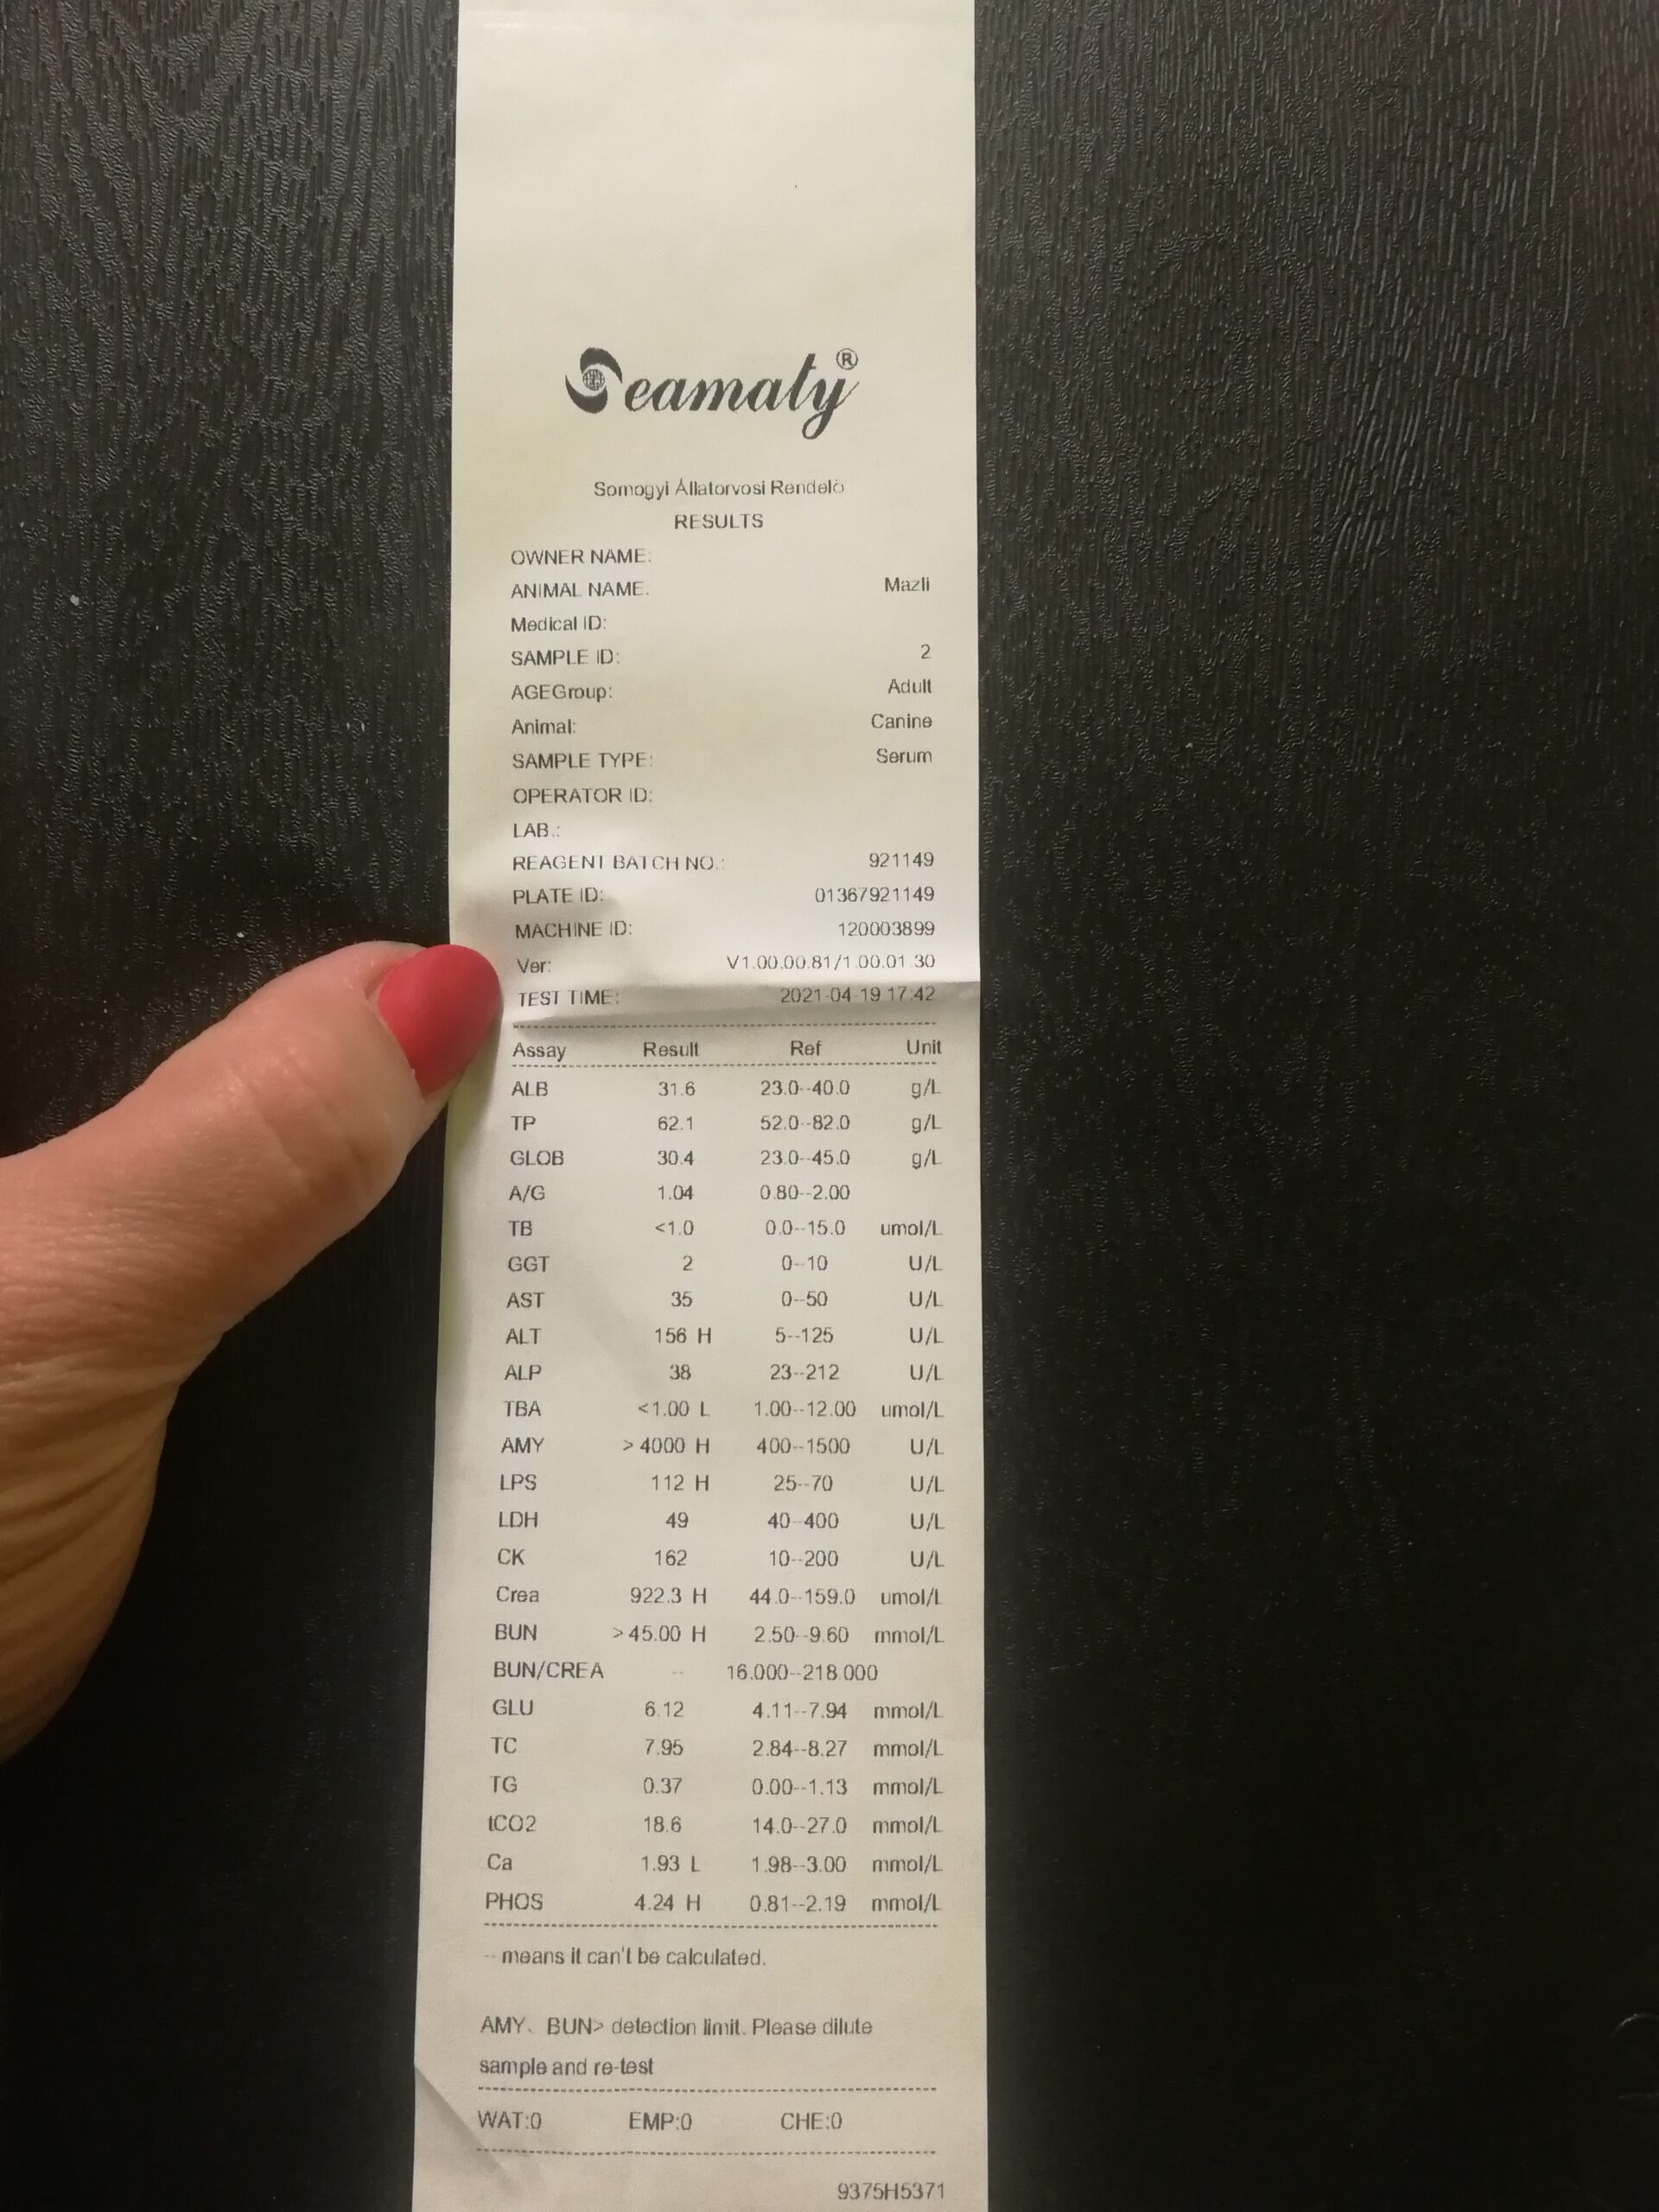 Seamaty®
Somogyi Állatorvosi Rendelő
RESULTS
OWNER NAME:
ANIMAL NAME: Mazli
Medical ID:
SAMPLE ID: 2
AGEGroup: Adult
Animal: Canine
SAMPLE TYPE: Serum
OPERATOR ID:
LAB.:
REAGENT BATCH NO.: 921149
PLATE ID: 01367921149
MACHINE ID: 120003899
Ver: V1.00.00.81/1.00.01.30
TEST TIME: 2021-04-19 17:42
Assay Result Ref Unit
ALB 31.6 23.0--40.0 g/L
TP 62.1 52.0--82.0 g/L
GLOB 30.4 23.0--45.0 g/L
A/G 1.04 0.80--2.00
TB <1.0 0.0--15.0 umol/L
GGT 2 0--10 U/L
AST 35 0--50 U/L
ALT 156 H 5--125 U/L
ALP 38 23--212 U/L
TBA <1.00 L 1.00--12.00 umol/L
AMY >4000 H 400--1500 U/L
LPS 112 H 25--70 U/L
LDH 49 40--400 U/L
CK 162 10--200 U/L
Crea 922.3 H 44.0--159.0 umol/L
BUN >45.00 H 2.50--9.60 mmol/L
BUN/CREA -- 16.000--218.000
GLU 6.12 4.11--7.94 mmol/L
TC 7.95 2.84--8.27 mmol/L
TG 0.37 0.00--1.13 mmol/L
tCO2 18.6 14.0--27.0 mmol/L
Ca 1.93 L 1.98--3.00 mmol/L
PHOS 4.24 H 0.81--2.19 mmol/L
-- means it can't be calculated.
AMY、BUN> detection limit. Please dilute
sample and re-test
WAT:0 EMP:0 CHE:0
9375H5371